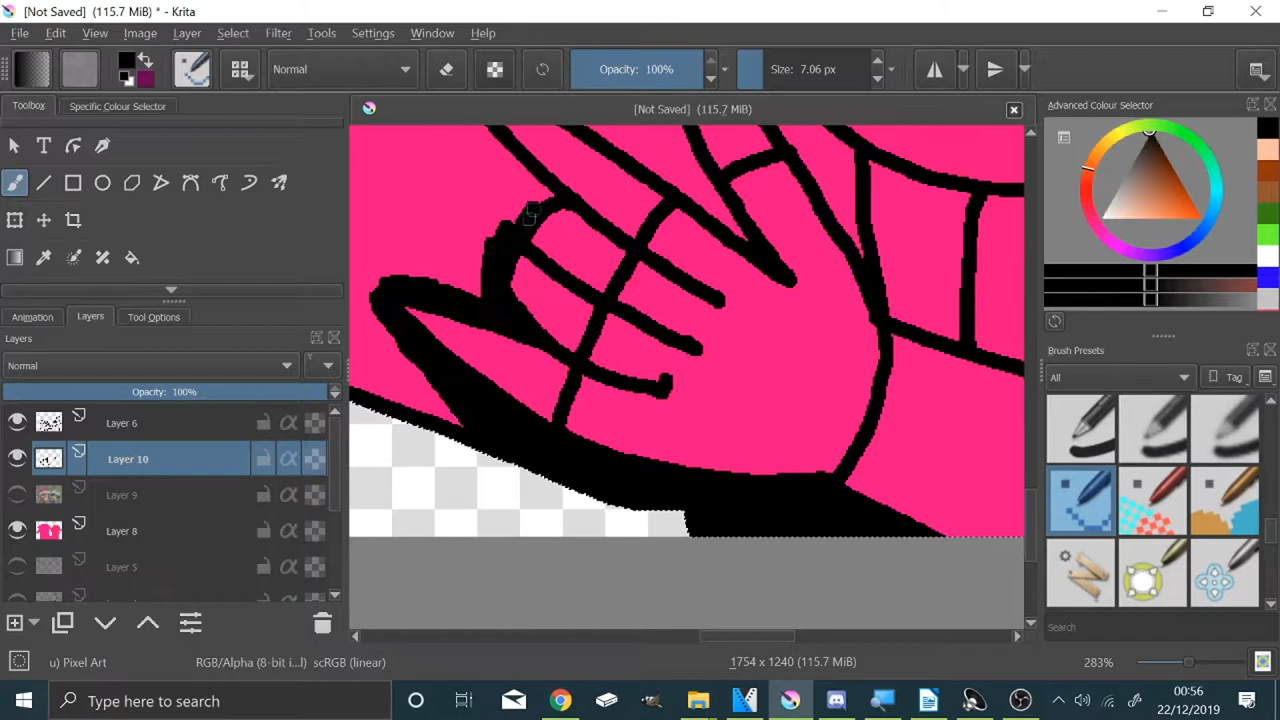 [Not Saved] (115.7 MiB) * - Krita
File Edit View Image Layer Select Filter Tools Settings Window Help
Normal Opacity: 100% Size: 7.06 px
Toolbox Specific Colour Selector
[Not Saved] (115.7 MiB)
Advanced Colour Selector
Animation Layers Tool Options
Layers
Normal
Opacity: 100%
Layer 6
Layer 10
Layer 9
Layer 8
Layer 5
Brush Presets
All Tag
Search
u) Pixel Art RGB/Alpha (8-bit i...) scRGB (linear) 1754 x 1240 (115.7 MiB) 283%
Type here to search
00:56
22/12/2019